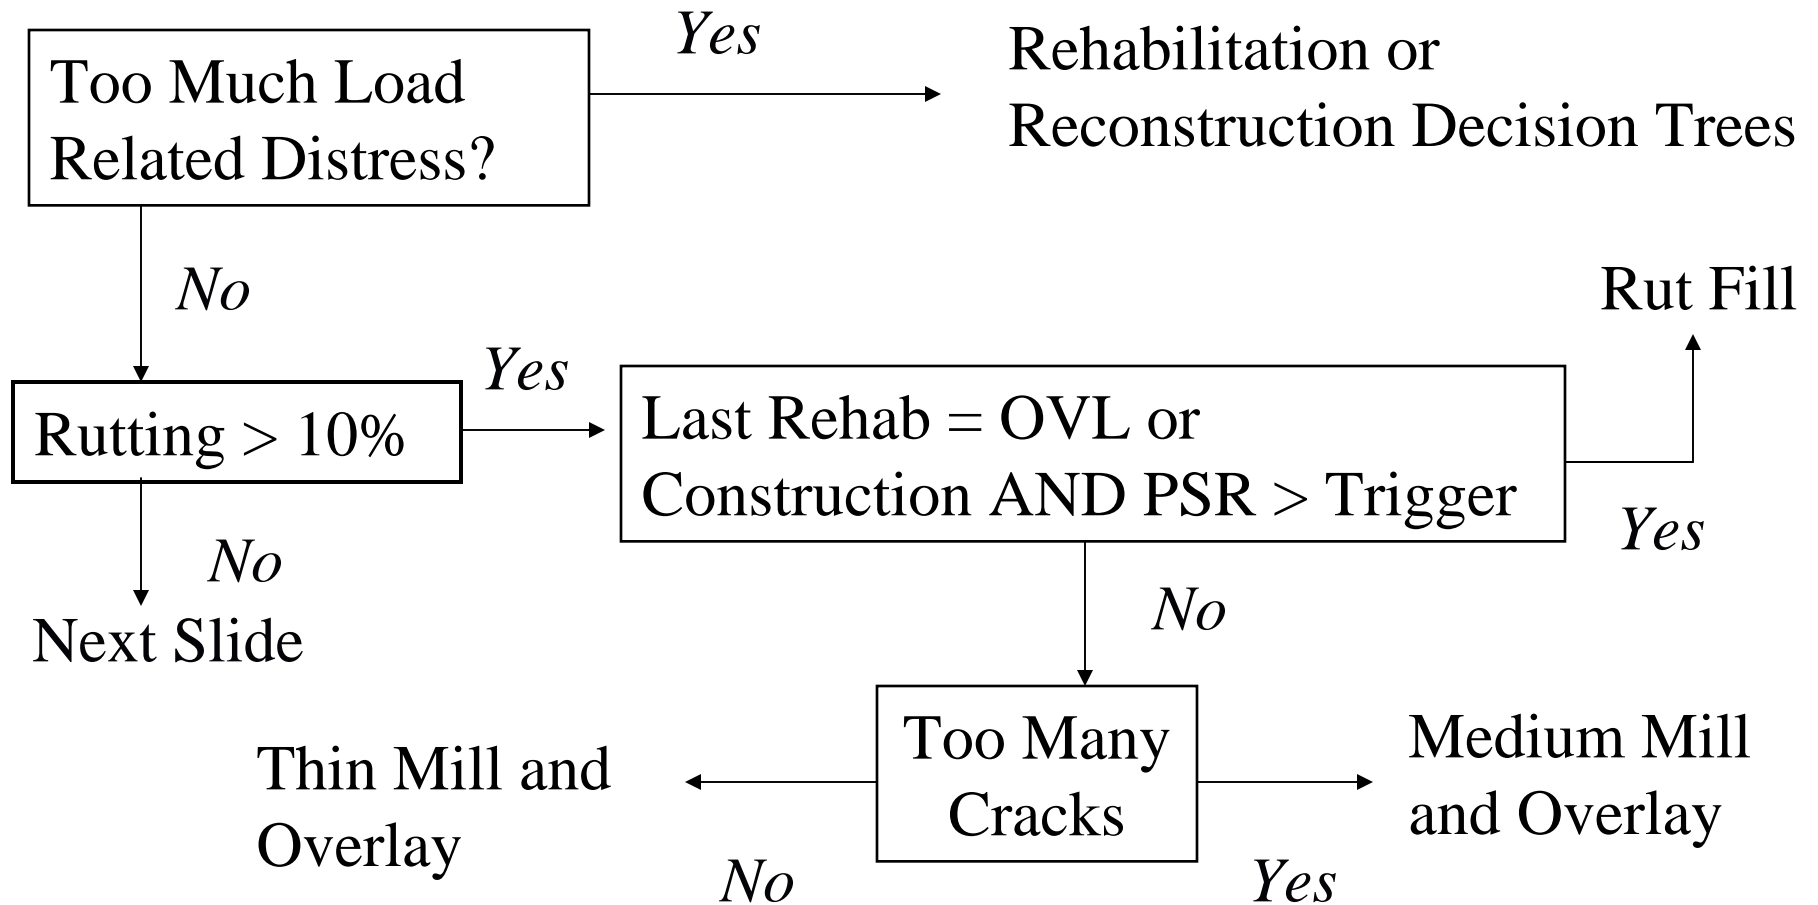 Too Much Load
Related Distress?
Yes
Rehabilitation or
Reconstruction Decision Trees
No
Rut Fill
Rutting > 10%
Yes
Last Rehab = OVL or
Construction AND PSR > Trigger
Yes
No
Next Slide
No
Too Many
Cracks
Thin Mill and
Overlay
No
Medium Mill
and Overlay
Yes